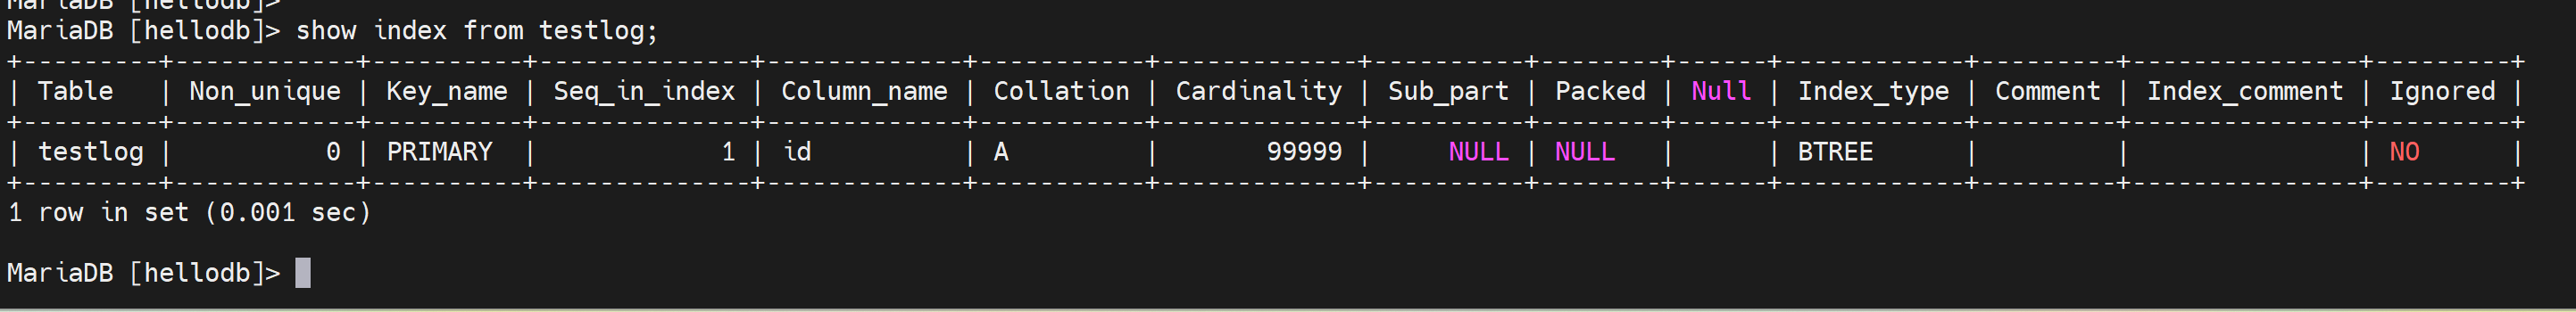 MariaDB [hellodb]>
MariaDB [hellodb]> show index from testlog;
+---------+------------+----------+--------------+-------------+-----------+-------------+----------+--------+------+------------+---------+---------------+---------+
| Table   | Non_unique | Key_name | Seq_in_index | Column_name | Collation | Cardinality | Sub_part | Packed | Null | Index_type | Comment | Index_comment | Ignored |
+---------+------------+----------+--------------+-------------+-----------+-------------+----------+--------+------+------------+---------+---------------+---------+
| testlog |          0 | PRIMARY  |            1 | id          | A         |       99999 |     NULL | NULL   |      | BTREE      |         |               | NO      |
+---------+------------+----------+--------------+-------------+-----------+-------------+----------+--------+------+------------+---------+---------------+---------+
1 row in set (0.001 sec)
MariaDB [hellodb]>